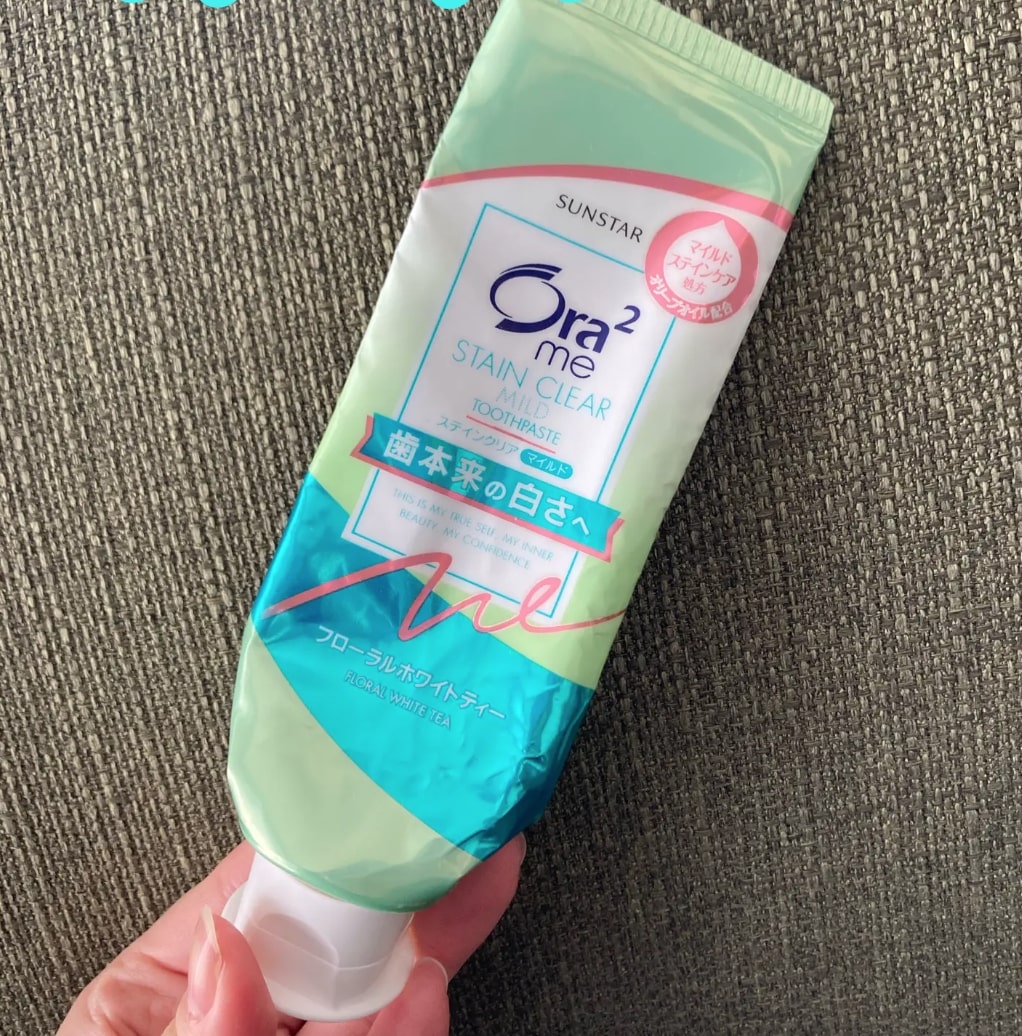 SUNSTAR
マイルド
ステインケア
処方
オリーブオイル配合
Ora²
me
STAIN CLEAR
MILD
TOOTHPASTE
ステインクリア マイルド
歯本来の白さへ
THIS IS MY TRUE SELF, MY INNER
BEAUTY, MY CONFIDENCE
me
フローラルホワイトティー
FLORAL WHITE TEA